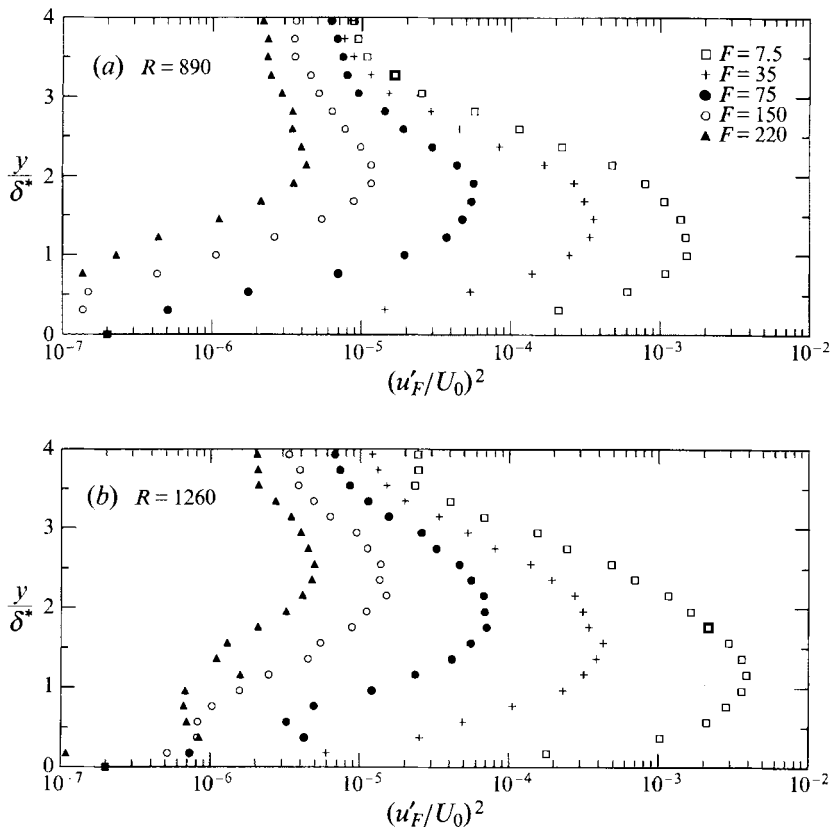 (a) R = 890
□ F = 7.5
+ F = 35
● F = 75
○ F = 150
▲ F = 220
4
3
2
1
0
y/δ*
10⁻⁷ 10⁻⁶ 10⁻⁵ 10⁻⁴ 10⁻³ 10⁻²
(u′F/U₀)²
(b) R = 1260
4
3
2
1
0
y/δ*
10⁻⁷ 10⁻⁶ 10⁻⁵ 10⁻⁴ 10⁻³ 10⁻²
(u′F/U₀)²